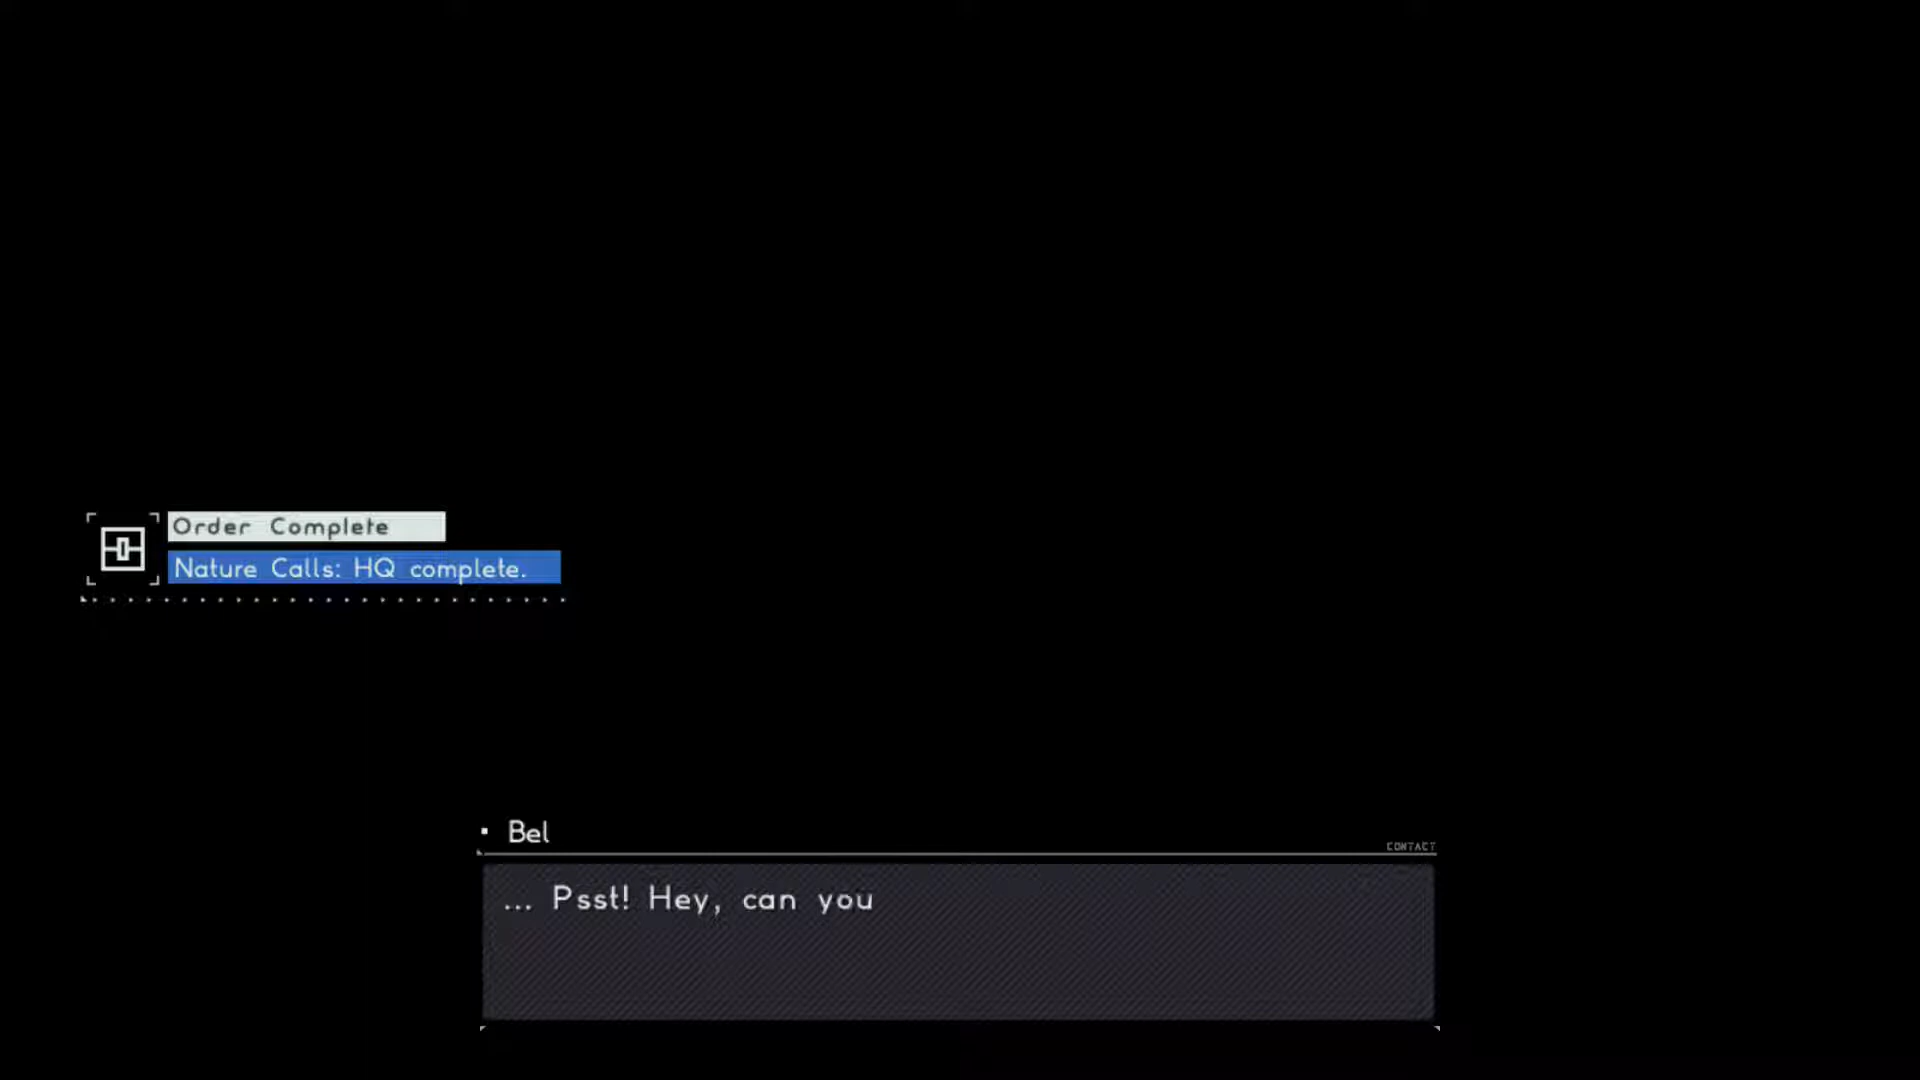 Order Complete
Nature Calls: HQ complete.
Bel
CONTACT
... Psst! Hey, can you